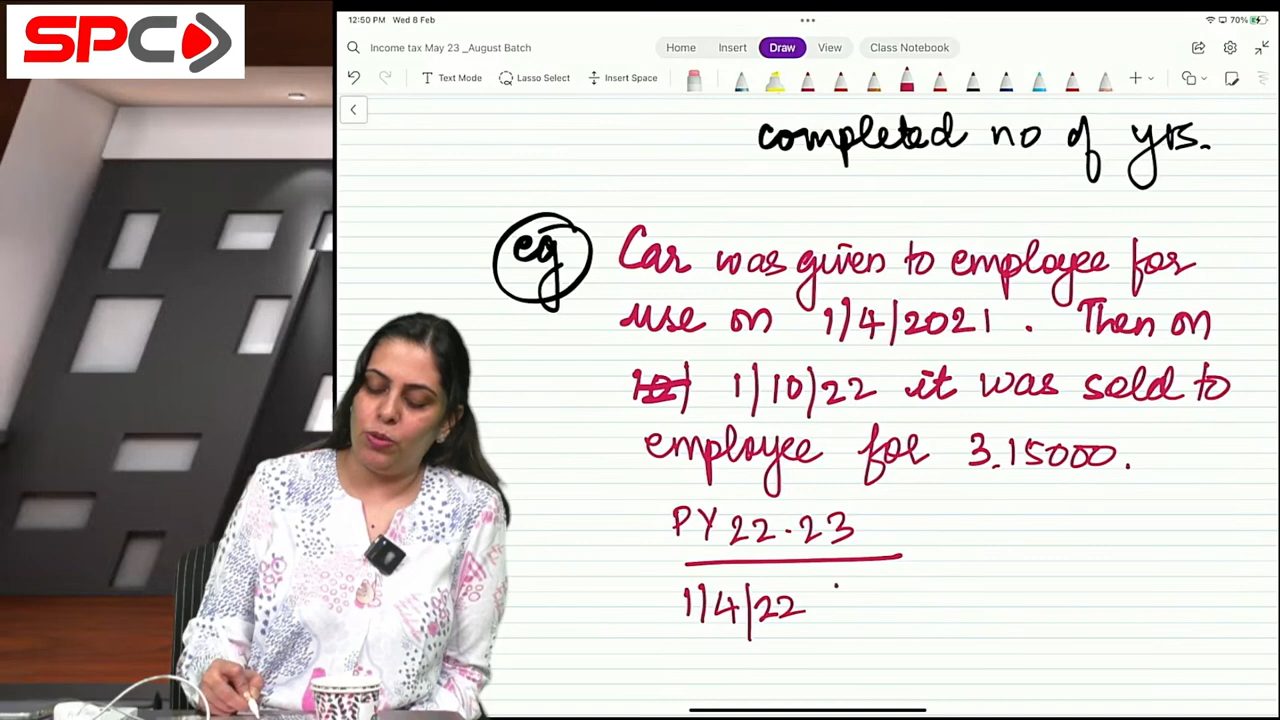 SPC
12:50 PM Wed 8 Feb
70%
Income tax May 23 _August Batch
Home Insert Draw View Class Notebook
Text Mode Lasso Select Insert Space
completed no of yrs.
eg Car was given to employee for
use on 1/4/2021. Then on
1/10/22 it was sold to
employee for 3.15000.
PY 22-23
1/4/22